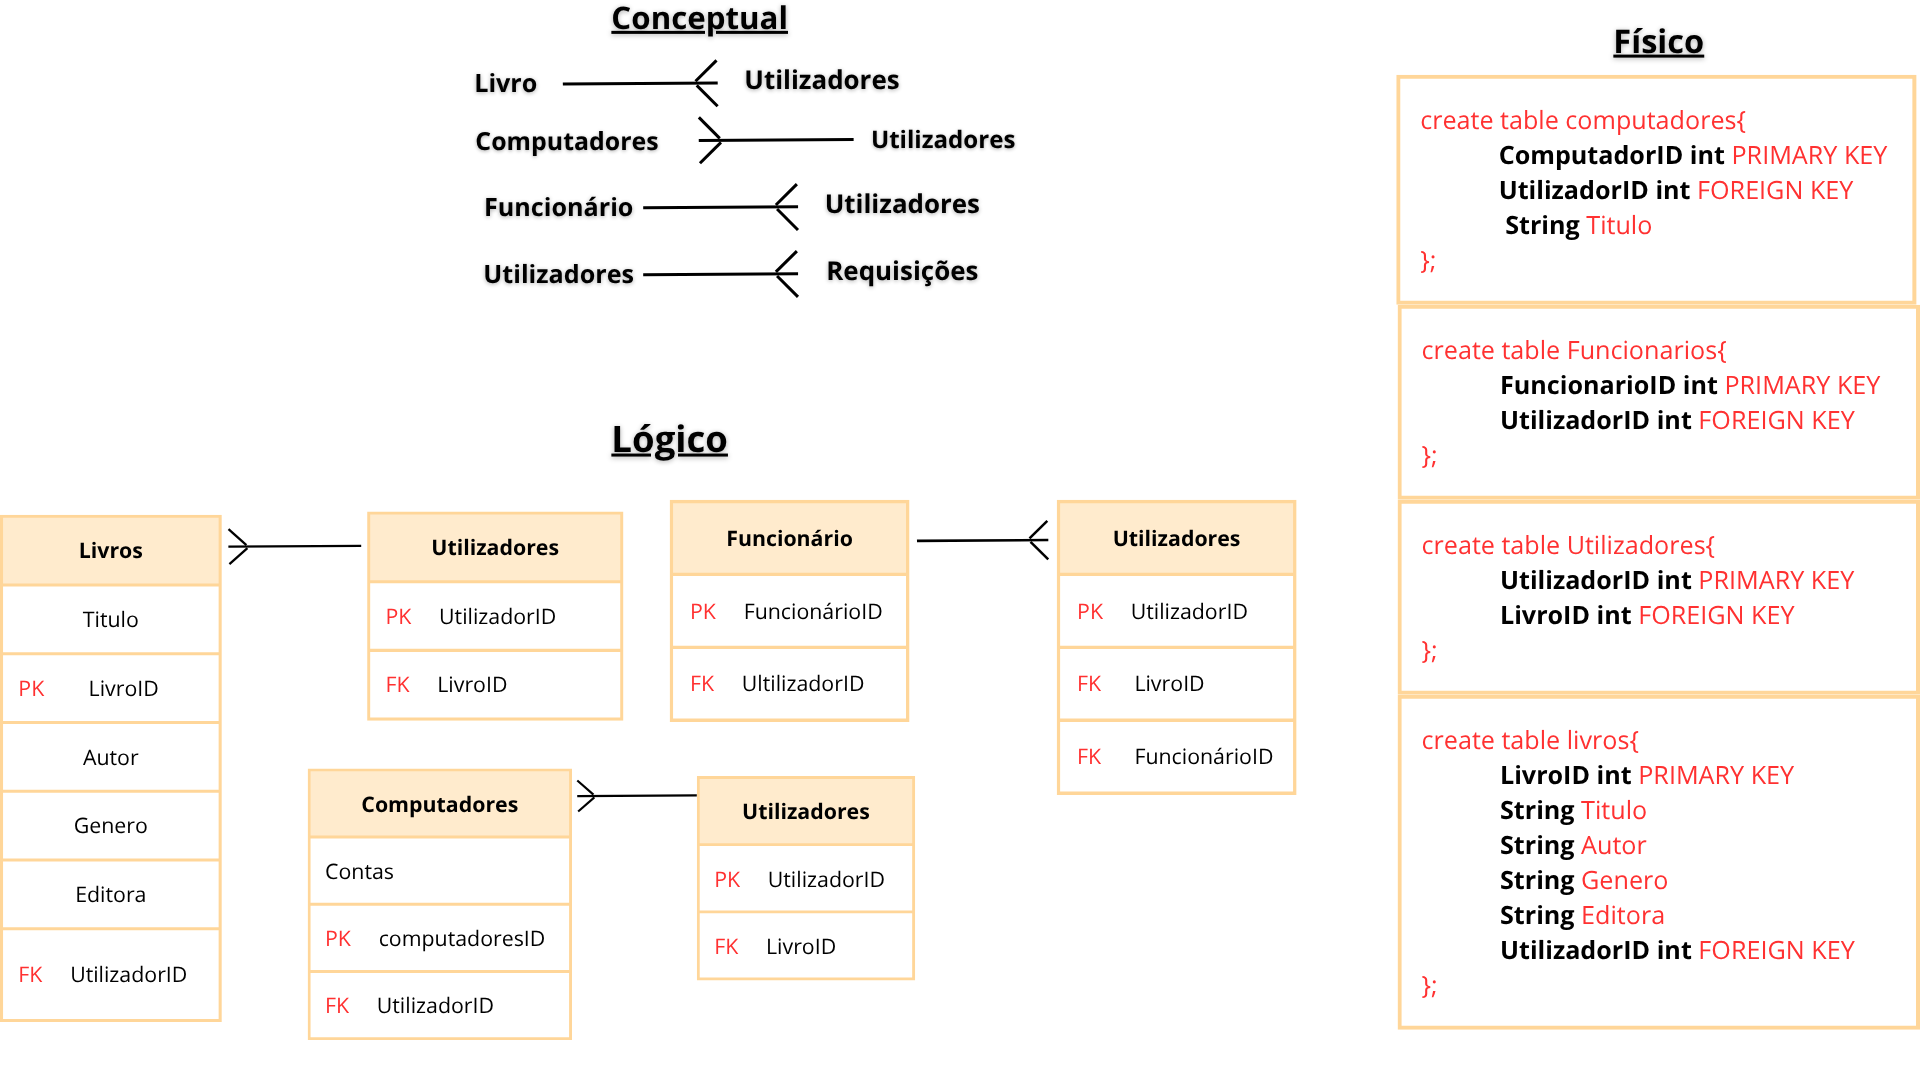 Conceptual
Livro Utilizadores
Computadores Utilizadores
Funcionário Utilizadores
Utilizadores Requisições
Lógico
Livros
Titulo
PK LivroID
Autor
Genero
Editora
FK UtilizadorID
Utilizadores
PK UtilizadorID
FK LivroID
Funcionário
PK FuncionárioID
FK UltilizadorID
Utilizadores
PK UtilizadorID
FK LivroID
FK FuncionárioID
Computadores
Contas
PK computadoresID
FK UtilizadorID
Utilizadores
PK UtilizadorID
FK LivroID
Físico
create table computadores{
ComputadorID int PRIMARY KEY
UtilizadorID int FOREIGN KEY
String Titulo
};
create table Funcionarios{
FuncionarioID int PRIMARY KEY
UtilizadorID int FOREIGN KEY
};
create table Utilizadores{
UtilizadorID int PRIMARY KEY
LivroID int FOREIGN KEY
};
create table livros{
LivroID int PRIMARY KEY
String Titulo
String Autor
String Genero
String Editora
UtilizadorID int FOREIGN KEY
};